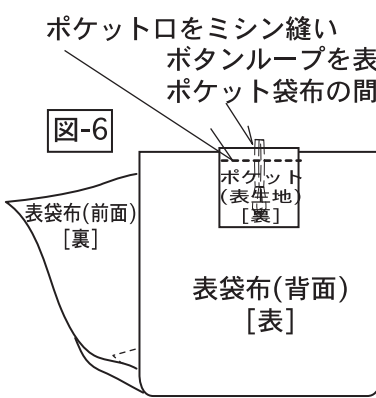 ポケット口をミシン縫い
ボタンループを表
ポケット袋布の間
図-6
ポケット
(表生地)
[裏]
表袋布(前面)
[裏]
表袋布(背面)
[表]